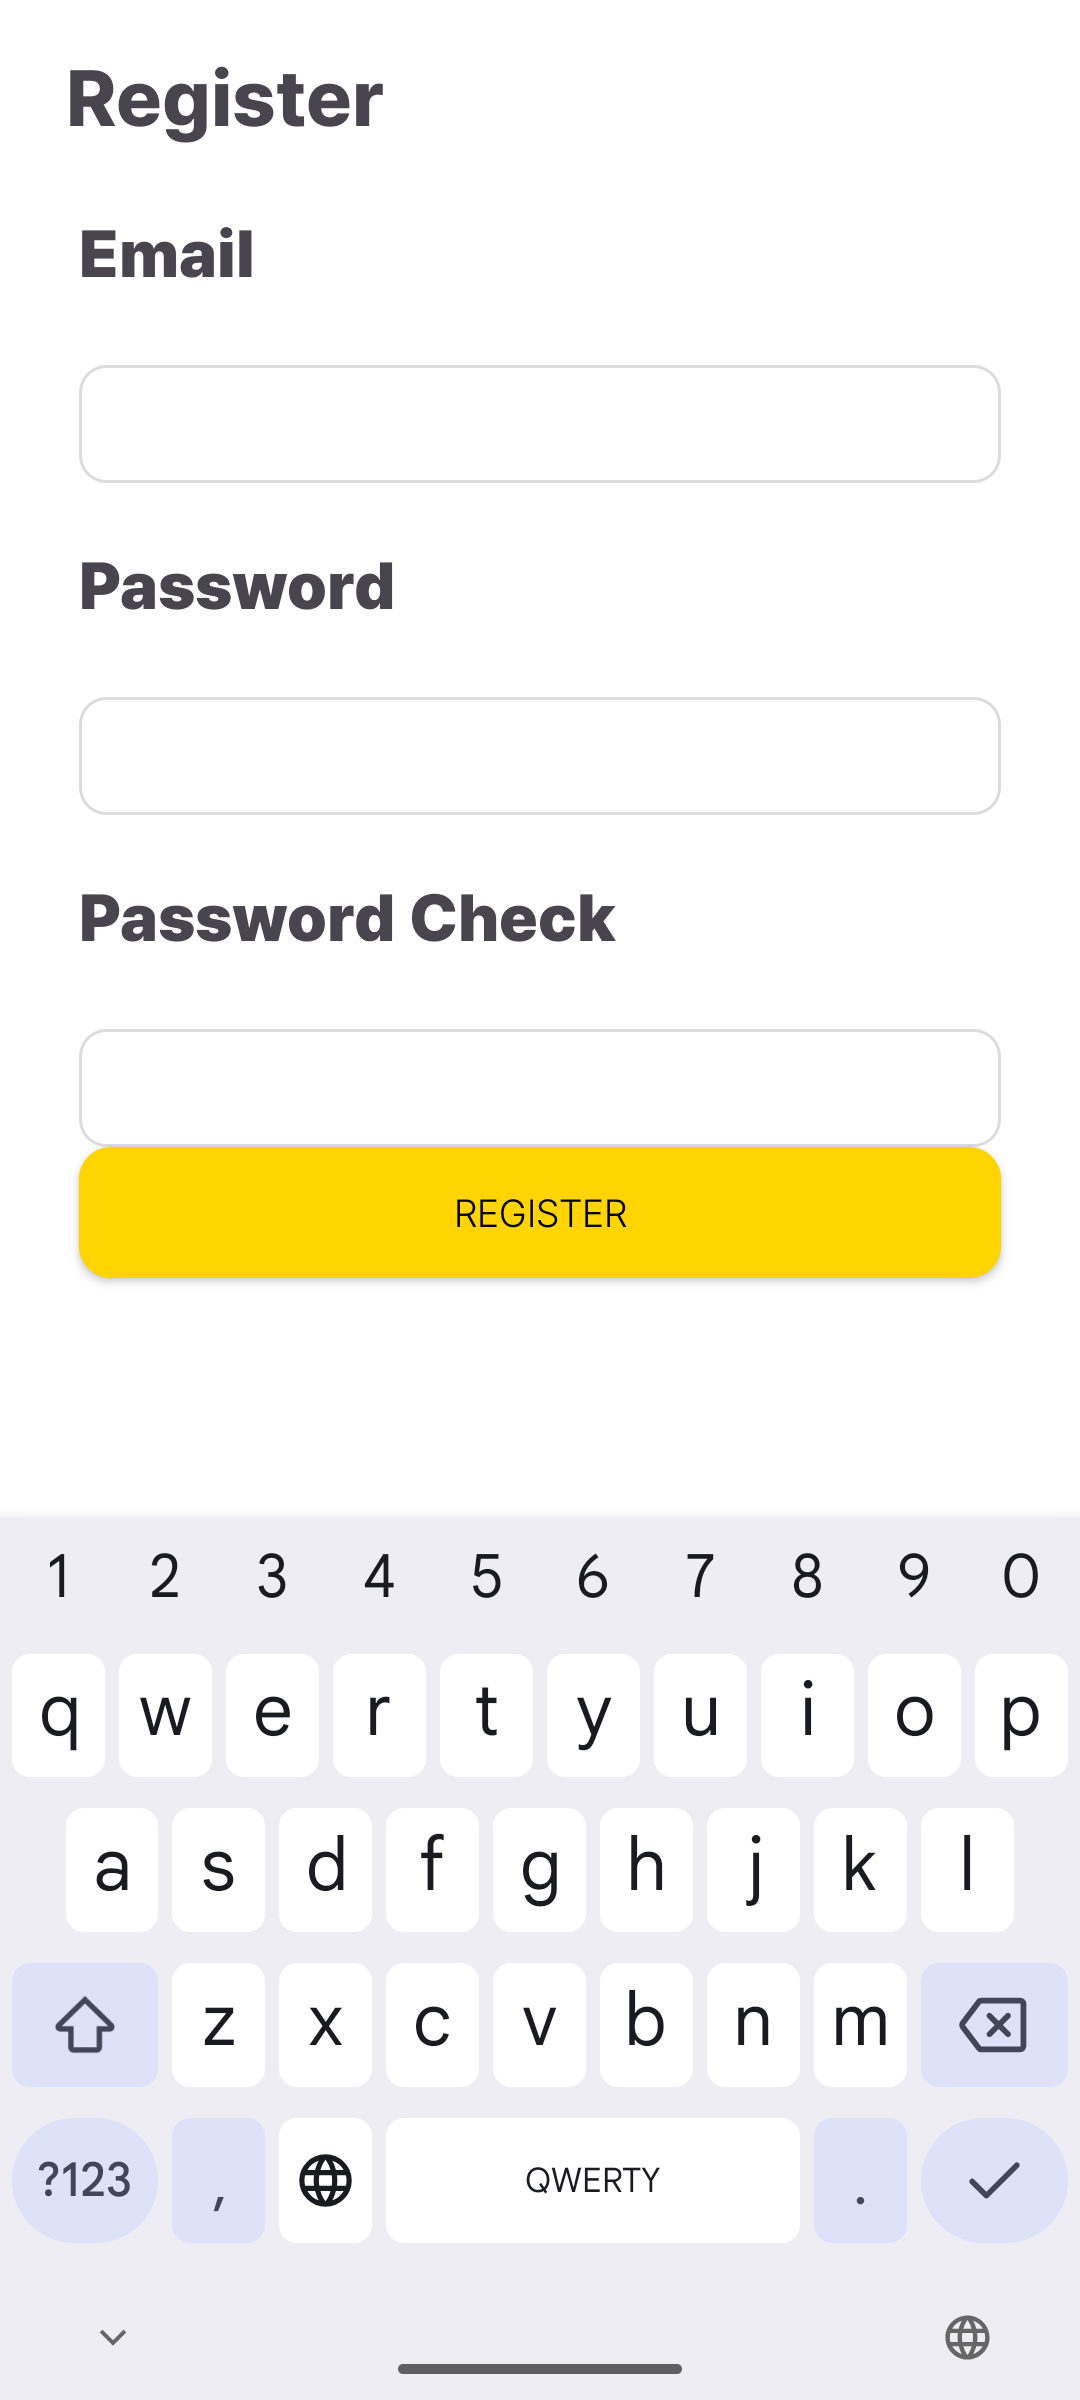 Register
Email
Password
Password Check
REGISTER
1 2 3 4 5 6 7 8 9 0
q w e r t y u i o p
a s d f g h j k l
z x c v b n m
?123 , QWERTY .